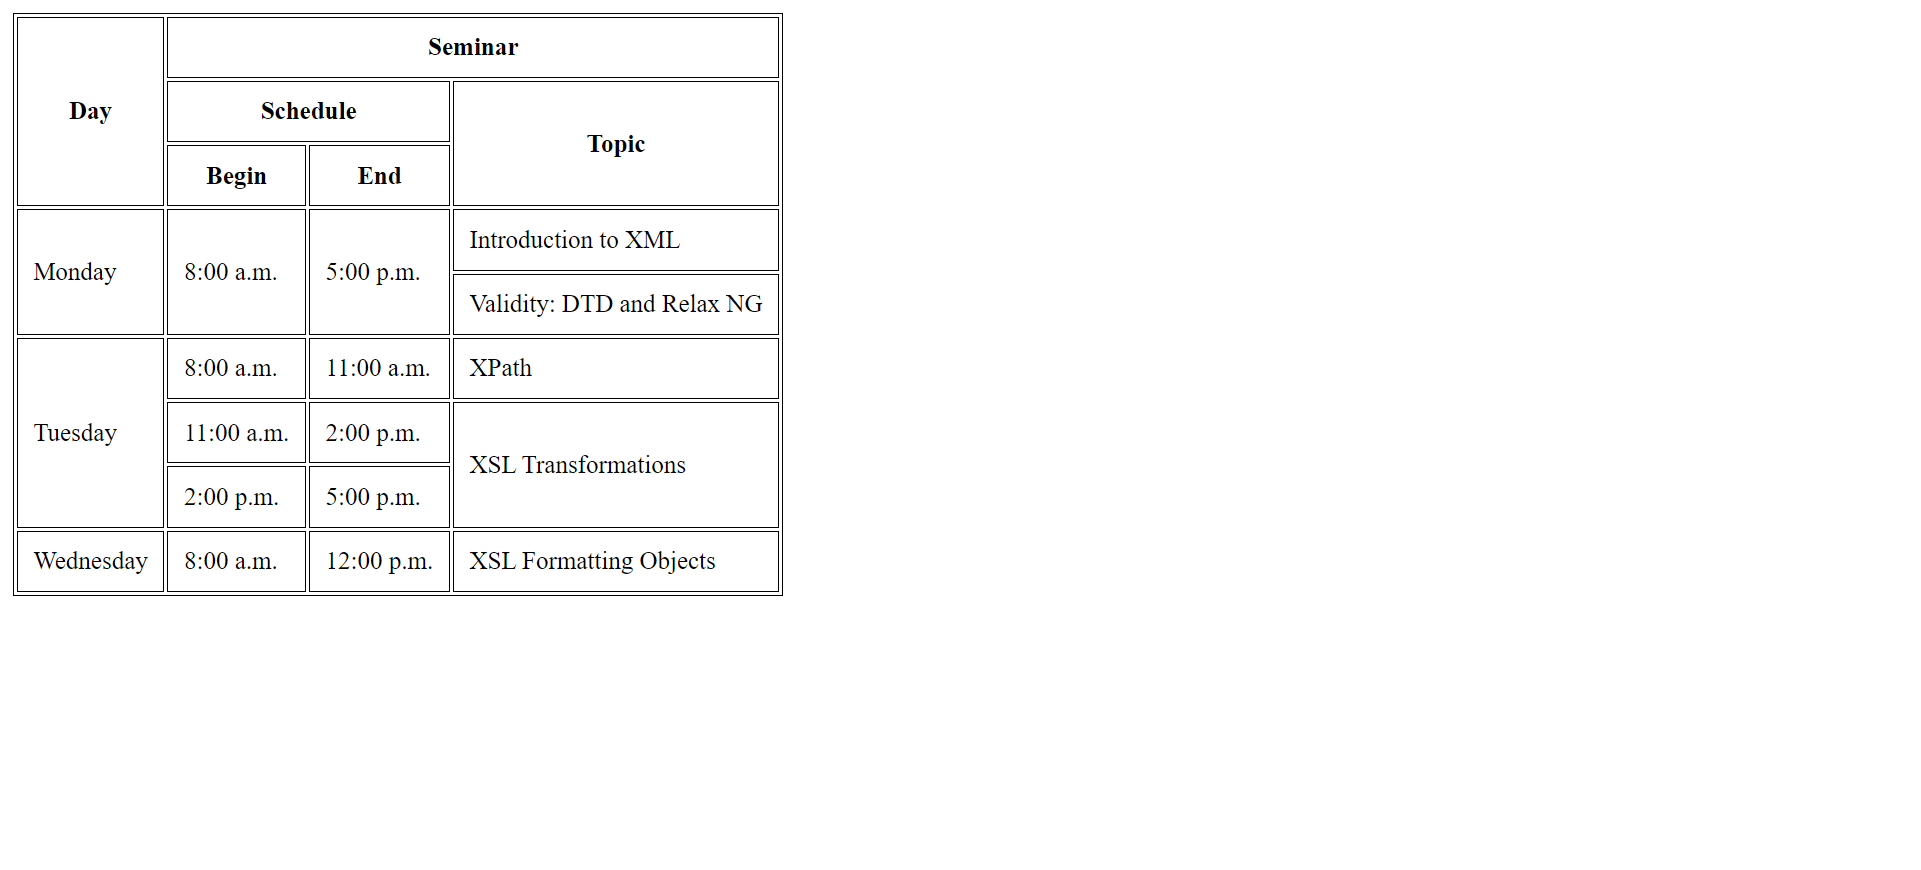 Seminar
Day
Schedule
Topic
Begin
End
Monday
8:00 a.m.
5:00 p.m.
Introduction to XML
Validity: DTD and Relax NG
Tuesday
8:00 a.m.
11:00 a.m.
XPath
11:00 a.m.
2:00 p.m.
XSL Transformations
2:00 p.m.
5:00 p.m.
Wednesday
8:00 a.m.
12:00 p.m.
XSL Formatting Objects